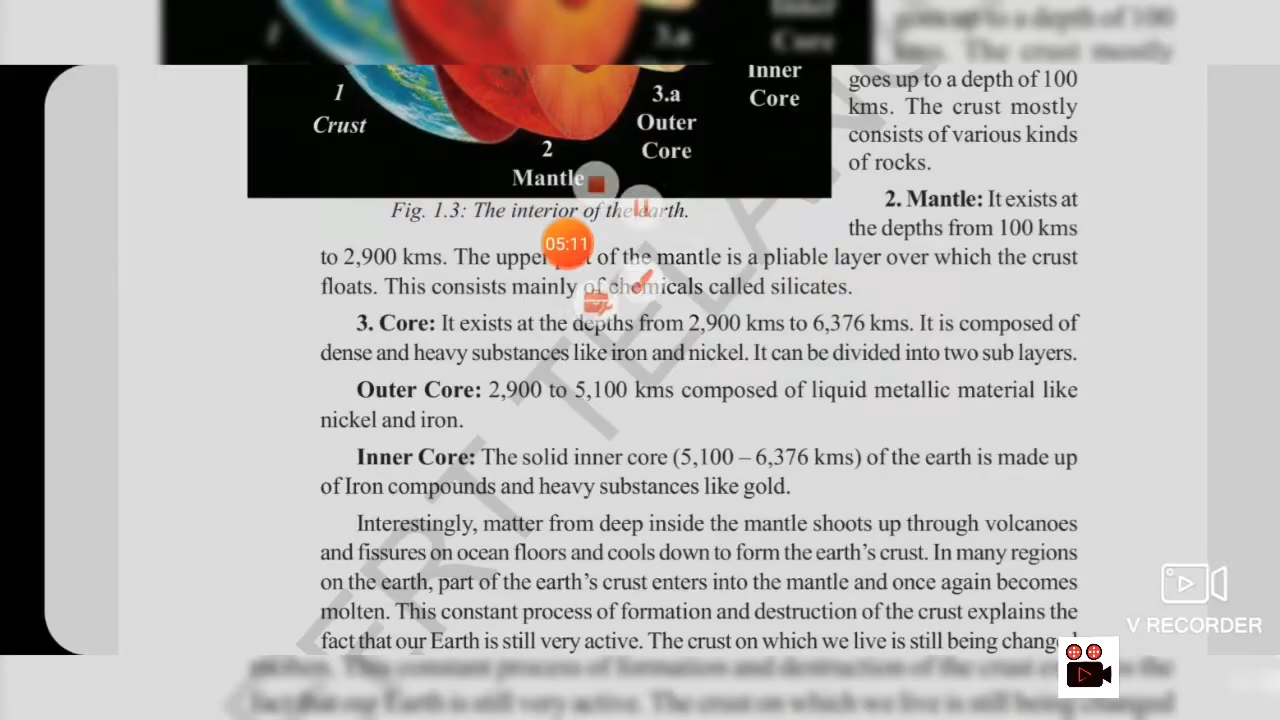 1
Crust
2
Mantle
3.a
Outer
Core
Inner
Core
Fig. 1.3: The interior of the earth.
goes up to a depth of 100
kms. The crust mostly
consists of various kinds
of rocks.
2. Mantle: It exists at
the depths from 100 kms
to 2,900 kms. The upper of the mantle is a pliable layer over which the crust
floats. This consists mainly of chemicals called silicates.
3. Core: It exists at the depths from 2,900 kms to 6,376 kms. It is composed of
dense and heavy substances like iron and nickel. It can be divided into two sub layers.
Outer Core: 2,900 to 5,100 kms composed of liquid metallic material like
nickel and iron.
Inner Core: The solid inner core (5,100 – 6,376 kms) of the earth is made up
of Iron compounds and heavy substances like gold.
Interestingly, matter from deep inside the mantle shoots up through volcanoes
and fissures on ocean floors and cools down to form the earth's crust. In many regions
on the earth, part of the earth's crust enters into the mantle and once again becomes
molten. This constant process of formation and destruction of the crust explains the
fact that our Earth is still very active. The crust on which we live is still being changed
05:11
V RECORDER